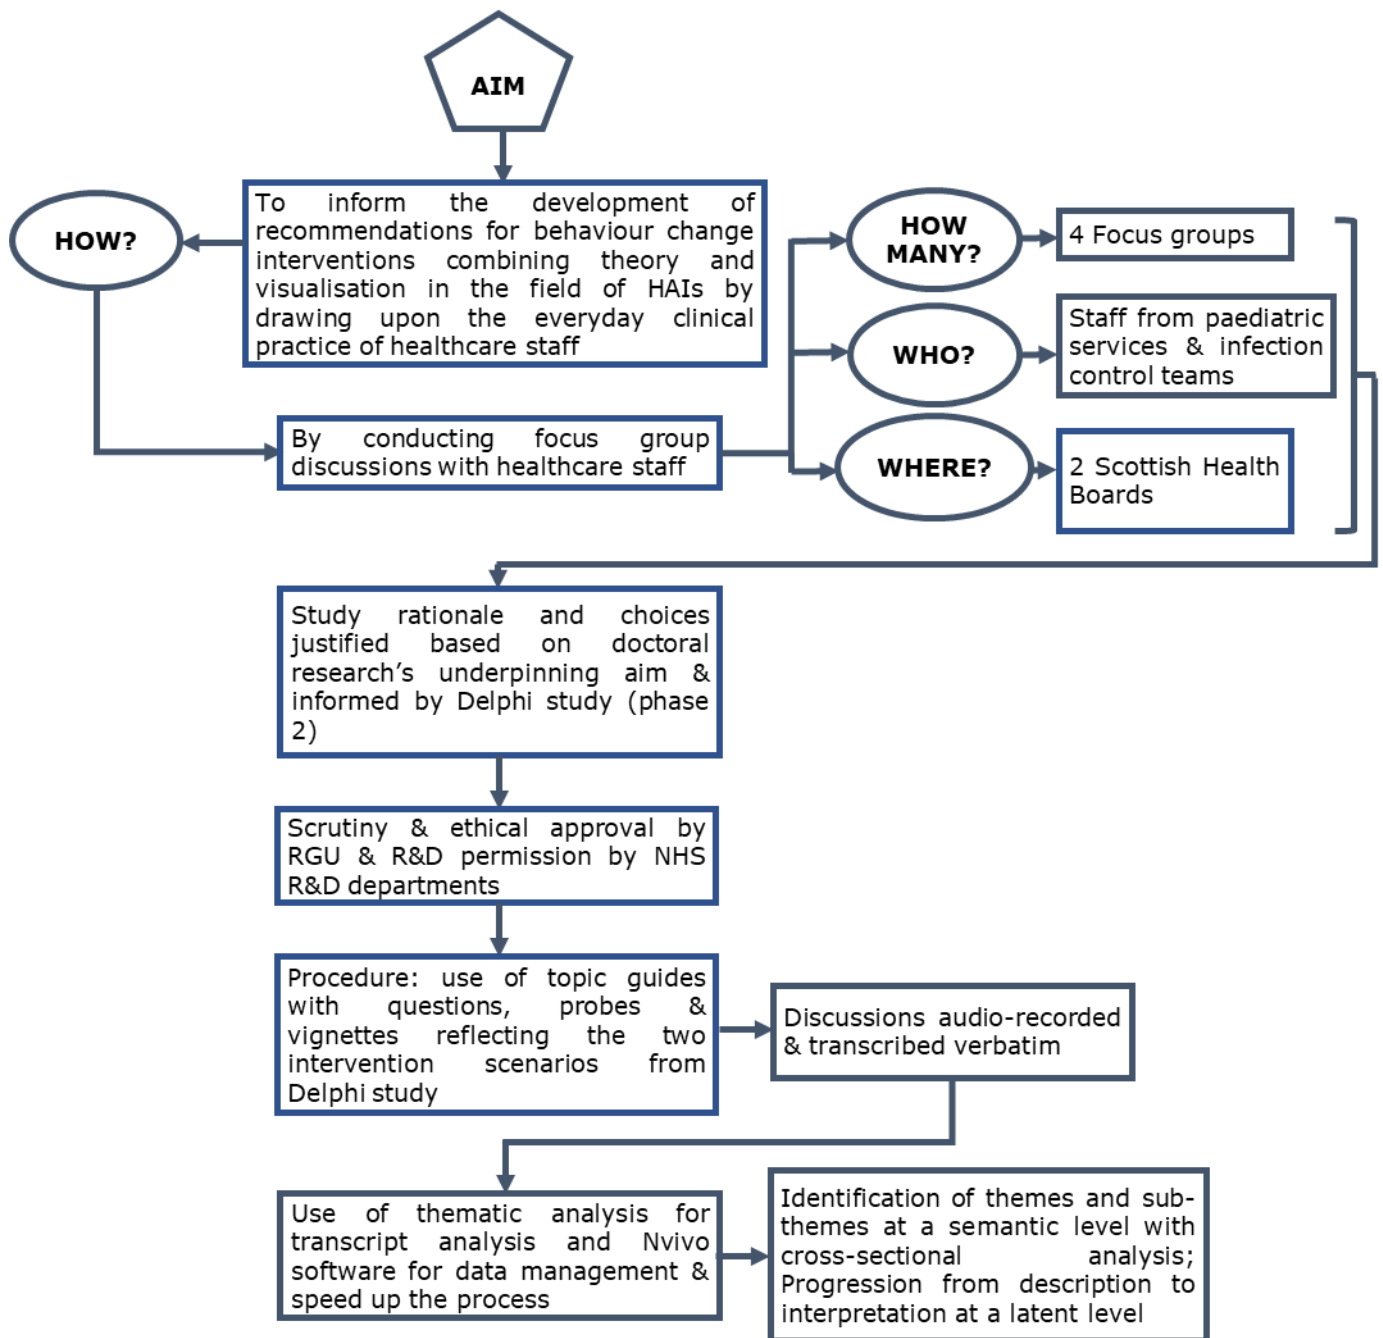 AIM
To inform the development of
recommendations for behaviour change
interventions combining theory and
visualisation in the field of HAIs by
drawing upon the everyday clinical
practice of healthcare staff
HOW?
By conducting focus group
discussions with healthcare staff
HOW
MANY?
4 Focus groups
WHO?
Staff from paediatric
services & infection
control teams
WHERE?
2 Scottish Health
Boards
Study rationale and choices
justified based on doctoral
research’s underpinning aim &
informed by Delphi study (phase
2)
Scrutiny & ethical approval by
RGU & R&D permission by NHS
R&D departments
Procedure: use of topic guides
with questions, probes &
vignettes reflecting the two
intervention scenarios from
Delphi study
Discussions audio-recorded
& transcribed verbatim
Use of thematic analysis for
transcript analysis and Nvivo
software for data management &
speed up the process
Identification of themes and sub-
themes at a semantic level with
cross-sectional analysis;
Progression from description to
interpretation at a latent level